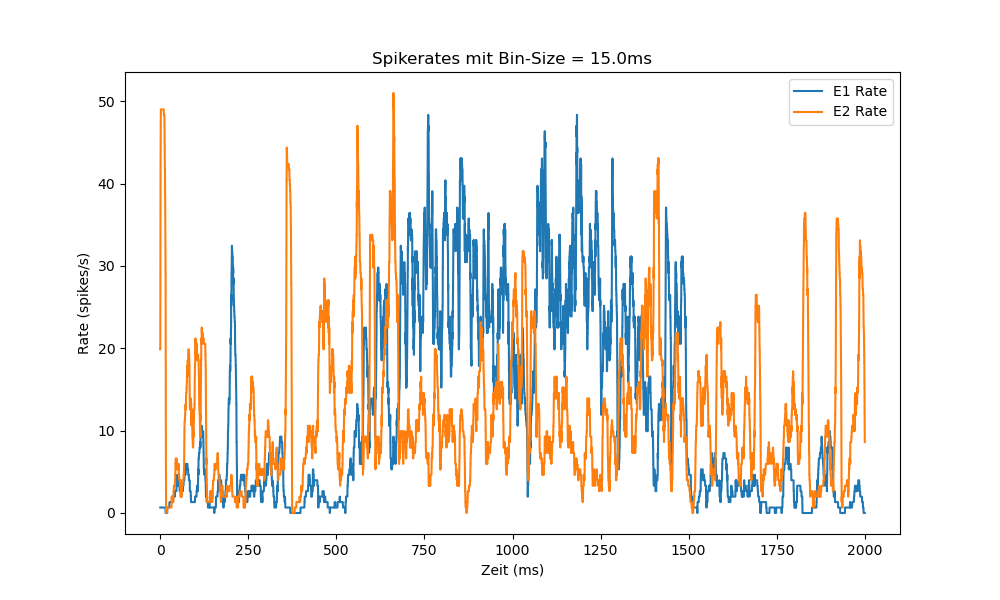 Spikerates mit Bin-Size = 15.0ms
E1 Rate
E2 Rate
Rate (spikes/s)
50
40
30
20
10
0
0 250 500 750 1000 1250 1500 1750 2000
Zeit (ms)